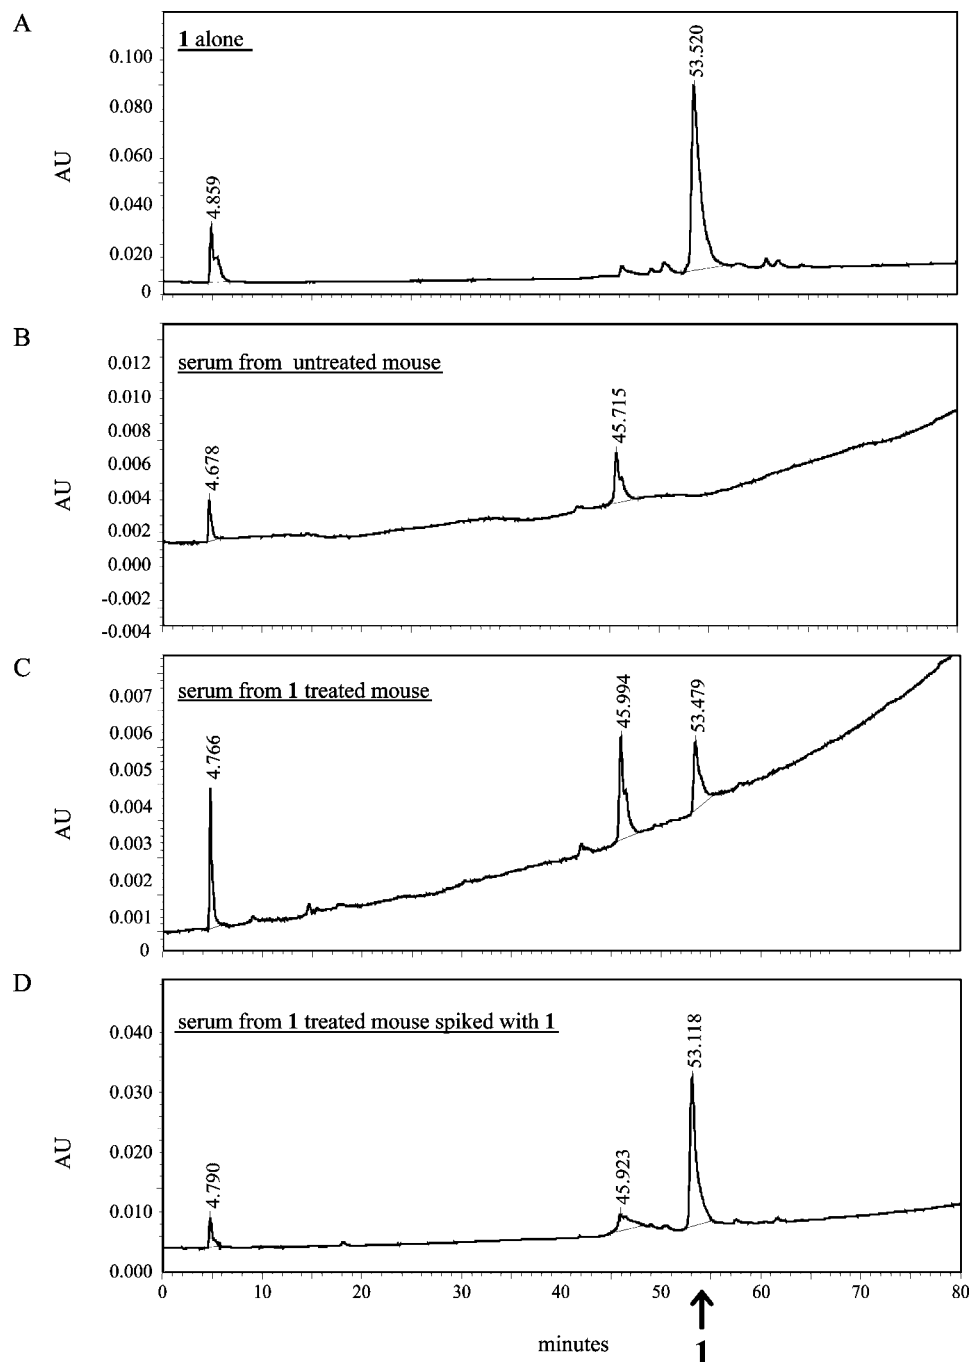 A
1 alone
0.100
0.080
0.060
0.040
0.020
0
AU
4.859
53.520
B
serum from untreated mouse
0.012
0.010
0.008
0.006
0.004
0.002
0.000
-0.002
-0.004
AU
4.678
45.715
C
serum from 1 treated mouse
0.007
0.006
0.005
0.004
0.003
0.002
0.001
0
AU
4.766
45.994
53.479
D
serum from 1 treated mouse spiked with 1
0.040
0.030
0.020
0.010
0.000
AU
4.790
45.923
53.118
0 10 20 30 40 50 60 70 80
minutes
1